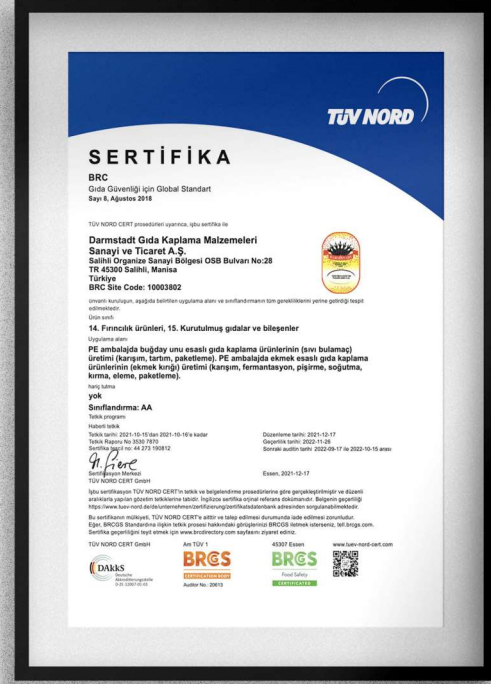 TÜV NORD
SERTİFİKA
BRC
Gıda Güvenliği için Global Standart
Sayı 8, Ağustos 2018
TÜV NORD CERT prosedürleri uyarınca, işbu sertifika ile
Darmstadt Gıda Kaplama Malzemeleri
Sanayi ve Ticaret A.Ş.
Salihli Organize Sanayi Bölgesi OSB Bulvarı No:28
TR 45300 Salihli, Manisa
Türkiye
BRC Site Code: 10003802
ünvanlı kuruluşun, aşağıda belirtilen uygulama alanı ve sınıflandırmanın tüm gerekliliklerini yerine getirdiği tespit
edilmektedir.
Ürün sınıfı
14. Fırıncılık ürünleri, 15. Kurutulmuş gıdalar ve bileşenler
Uygulama alanı
PE ambalajda buğday unu esaslı gıda kaplama ürünlerinin (sıvı bulamaç)
üretimi (karışım, tartım, paketleme). PE ambalajda ekmek esaslı gıda kaplama
ürünlerinin (ekmek kırığı) üretimi (karışım, fermantasyon, pişirme, soğutma,
kırma, eleme, paketleme).
hariç tutma
yok
Sınıflandırma: AA
Tetkik programı
Haberli tetkik
Tetkik tarihi: 2021-10-15'dan 2021-10-16'e kadar
Düzenleme tarihi: 2021-12-17
Tetkik Raporu No 3530 7870
Geçerlilik tarihi: 2022-11-26
Sertifika tescil no: 44 273 190812
Sonraki auditör tarihi: 2022-09-17 ile 2022-10-15 arası
Sertifikasyon Merkezi
Essen, 2021-12-17
TÜV NORD CERT GmbH
İşbu sertifikasyon TÜV NORD CERT'in tetkik ve belgelendirme prosedürlerine göre gerçekleştirilmiştir ve düzenli
aralıklarla yapılan gözetim tetkiklerine tabidir. İngilizce sertifika orjinal referans dokümandır. Belgenin geçerliliği
https://www.tuev-nord.de/de/unternehmen/zertifizierung/zertifikatsdatenbank adresinden sorgulanabilmektedir.
Bu sertifikanın mülkiyeti, TÜV NORD CERT'e aittir ve talep edilmesi durumunda iade edilmesi zorunludur.
Eğer, BRCGS Standardına ilişkin tetkik prosesi hakkındaki görüşlerinizi BRCGS iletmek isterseniz, tell.brcgs.com.
Sertifika geçerliliğini teyit etmek için www.brcdirectory.com sayfasını ziyaret ediniz.
TÜV NORD CERT GmbH
Am TÜV 1
45307 Essen
www.tuev-nord-cert.com
DAkkS
Deutsche
Akkreditierungsstelle
D-ZE-12007-01-03
BRCGS
CERTIFICATION BODY
Auditor No.: 20613
BRCGS
Food Safety
CERTIFICATED